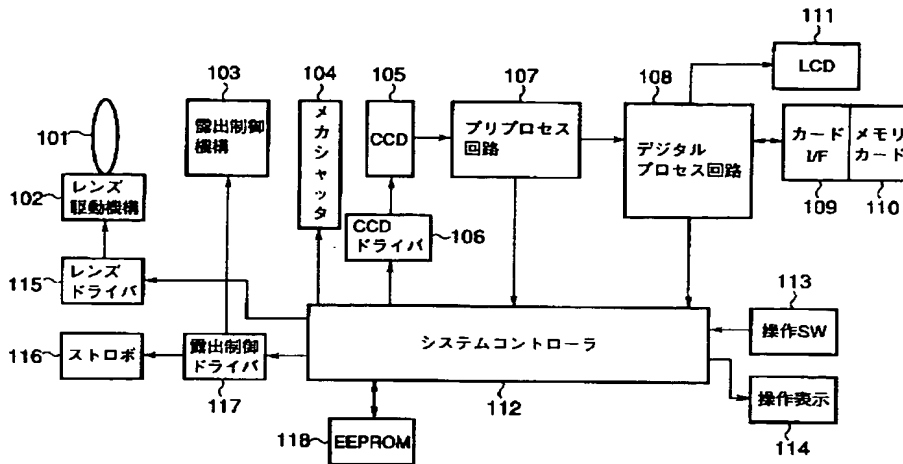 111
LCD
103
104
105
107
108
101
露出制御
機構
メカシャッタ
CCD
プリプロセス
回路
デジタル
プロセス回路
カード
I/F
メモリ
カード
102
レンズ
駆動機構
CCD
ドライバ
106
109
110
115
レンズ
ドライバ
113
116
ストロボ
露出制御
ドライバ
システムコントローラ
操作SW
117
112
操作表示
118
EEPROM
114